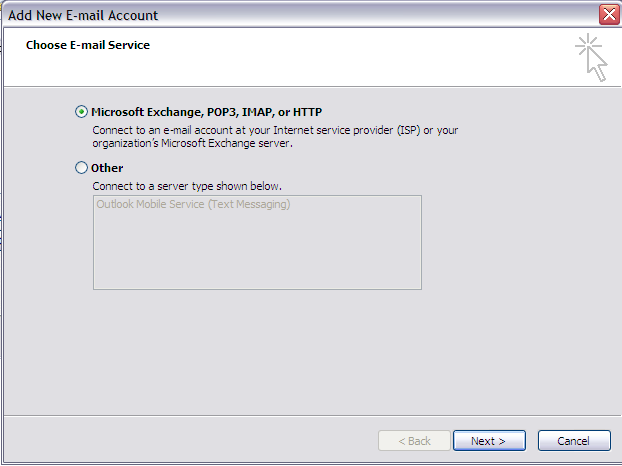 Add New E-mail Account
Choose E-mail Service
Microsoft Exchange, POP3, IMAP, or HTTP
Connect to an e-mail account at your Internet service provider (ISP) or your
organization's Microsoft Exchange server.
Other
Connect to a server type shown below.
Outlook Mobile Service (Text Messaging)
< Back
Next >
Cancel